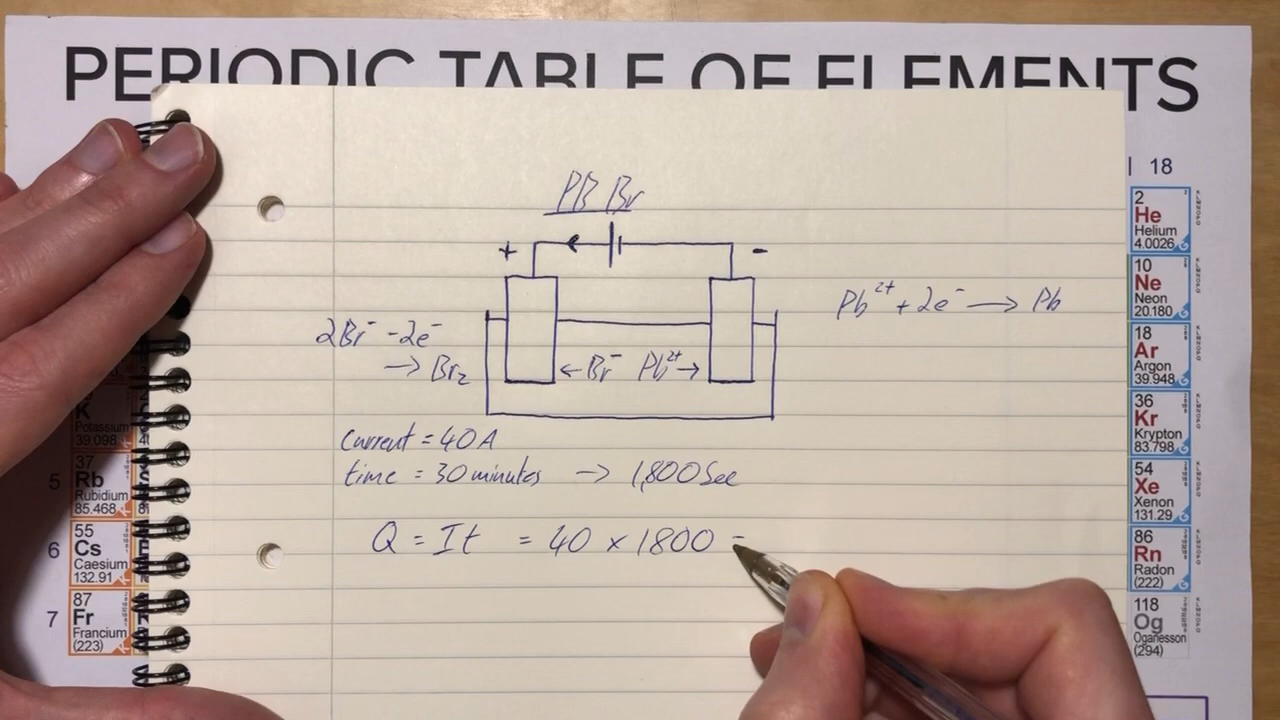 PERIODIC TABLE OF ELEMENTS
18
PB Br
+ -
2Br⁻ -2e⁻
→ Br₂
←Br⁻ Pb²⁺→
Pb²⁺ + 2e⁻ → Pb
current = 40A
time = 30 minutes → 1,800 Sec
Q = It = 40 × 1800 =
2
He
Helium
4.0026
10
Ne
Neon
20.180
18
Ar
Argon
39.948
36
Kr
Krypton
83.798
54
Xe
Xenon
131.29
86
Rn
Radon
(222)
118
Og
Oganesson
(294)
K
Potassium
39.098
5
37
Rb
Rubidium
85.468
6
55
Cs
Caesium
132.91
7
87
Fr
Francium
(223)